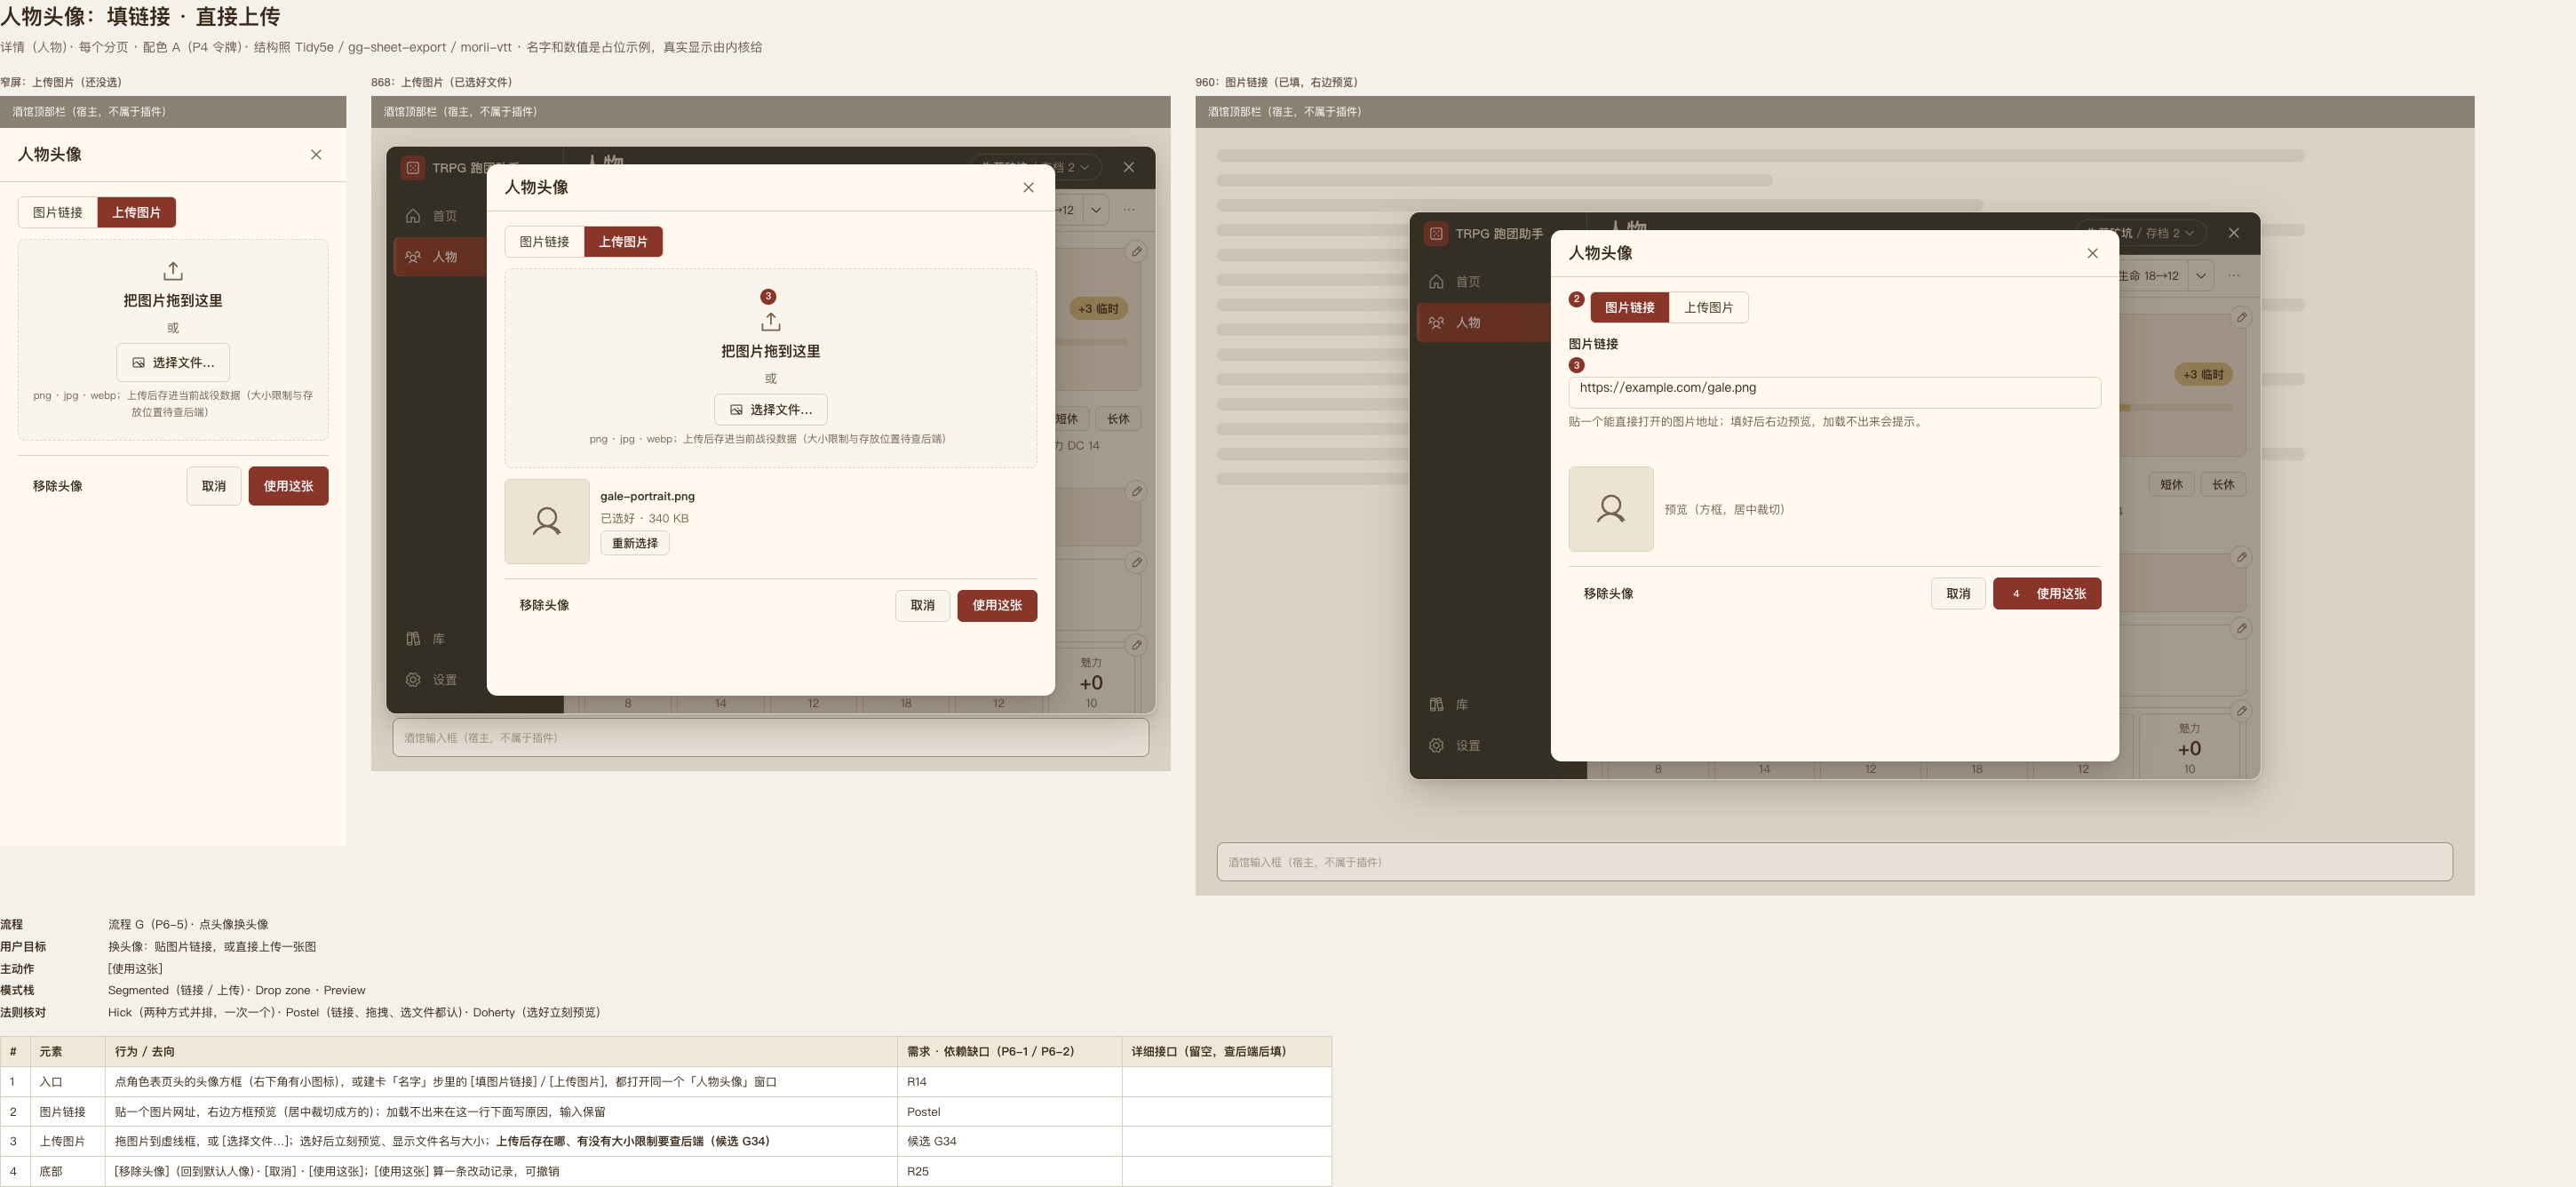 人物头像：填链接 · 直接上传
详情（人物）· 每个分页 · 配色 A（P4 令牌）· 结构照 Tidy5e / gg-sheet-export / morii-vtt · 名字和数值是占位示例，真实显示由内核给
窄屏：上传图片（还没选）
酒馆顶部栏（宿主，不属于插件）
人物头像
图片链接
上传图片
把图片拖到这里
或
选择文件…
png · jpg · webp；上传后存进当前战役数据（大小限制与存
放位置待查后端）
移除头像
取消
使用这张
868：上传图片（已选好文件）
酒馆顶部栏（宿主，不属于插件）
TRPG 跑团助手
人物
存档 2
首页
人物
库
设置
→12
+3 临时
短休
长休
力 DC 14
魅力
+0
8
14
12
18
12
10
人物头像
图片链接
上传图片
3
把图片拖到这里
或
选择文件…
png · jpg · webp；上传后存进当前战役数据（大小限制与存放位置待查后端）
gale-portrait.png
已选好 · 340 KB
重新选择
移除头像
取消
使用这张
酒馆输入框（宿主，不属于插件）
960：图片链接（已填，右边预览）
酒馆顶部栏（宿主，不属于插件）
TRPG 跑团助手
人物
坑 / 存档 2
首页
人物
库
设置
生命 18→12
+3 临时
短休
长休
魅力
+0
8
14
12
18
12
10
人物头像
2
图片链接
上传图片
图片链接
3
https://example.com/gale.png
贴一个能直接打开的图片地址；填好后右边预览，加载不出来会提示。
预览（方框，居中裁切）
移除头像
取消
4 使用这张
酒馆输入框（宿主，不属于插件）
流程 流程 G（P6-5）· 点头像换头像
用户目标 换头像：贴图片链接，或直接上传一张图
主动作 [使用这张]
模式栈 Segmented（链接 / 上传）· Drop zone · Preview
法则核对 Hick（两种方式并排，一次一个）· Postel（链接、拖拽、选文件都认）· Doherty（选好立刻预览）
# 元素 行为 / 去向 需求 · 依赖缺口（P6-1 / P6-2） 详细接口（留空，查后端后填）
1 入口 点角色表页头的头像方框（右下角有小图标），或建卡「名字」步里的 [填图片链接] / [上传图片]，都打开同一个「人物头像」窗口 R14
2 图片链接 贴一个图片网址，右边方框预览（居中裁切成方的）；加载不出来在这一行下面写原因，输入保留 Postel
3 上传图片 拖图片到虚线框，或 [选择文件…]；选好后立刻预览、显示文件名与大小；上传后存在哪、有没有大小限制要查后端（候选 G34） 候选 G34
4 底部 [移除头像]（回到默认人像）· [取消] · [使用这张]；[使用这张] 算一条改动记录，可撤销 R25